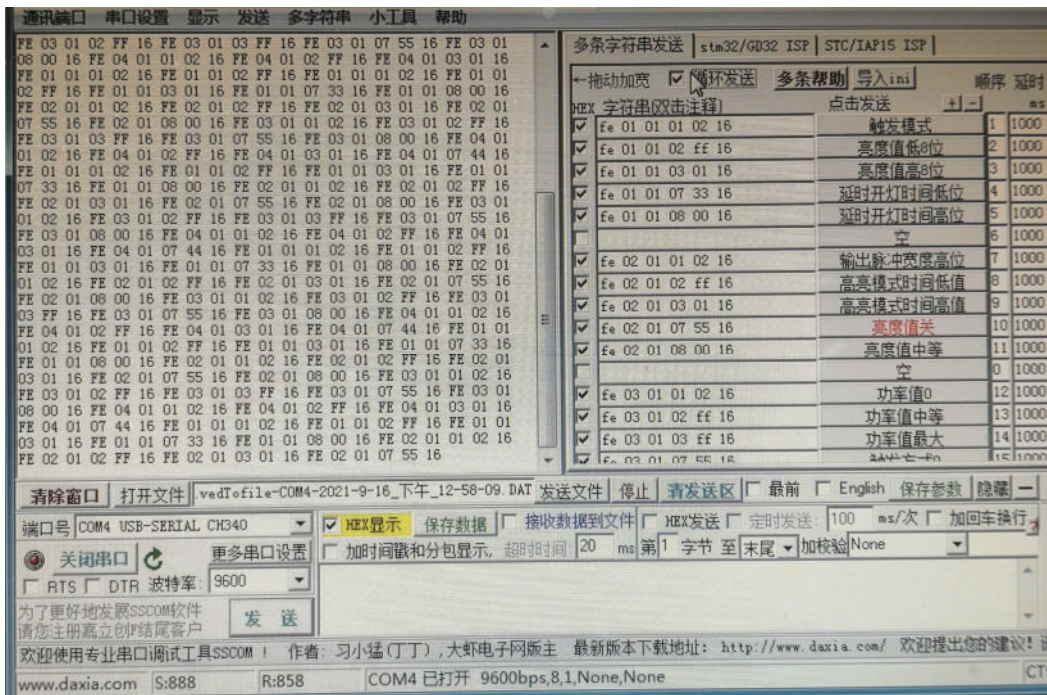 通讯端口 串口设置 显示 发送 多字符串 小工具 帮助
FE 03 01 02 FF 16 FE 03 01 03 FF 16 FE 03 01 07 55 16 FE 03 01
08 00 16 FE 04 01 01 02 16 FE 04 01 02 FF 16 FE 04 01 03 01 16
FE 01 01 01 02 16 FE 01 01 02 FF 16 FE 01 01 01 02 16 FE 01 01
02 FF 16 FE 01 01 03 01 16 FE 01 01 07 33 16 FE 01 01 08 00 16
FE 02 01 01 02 16 FE 02 01 02 FF 16 FE 02 01 03 01 16 FE 02 01
07 55 16 FE 02 01 08 00 16 FE 03 01 01 02 16 FE 03 01 02 FF 16
FE 03 01 03 FF 16 FE 03 01 07 55 16 FE 03 01 08 00 16 FE 04 01
01 02 16 FE 04 01 02 FF 16 FE 04 01 03 01 16 FE 04 01 07 44 16
FE 01 01 01 02 16 FE 01 01 02 FF 16 FE 01 01 03 01 16 FE 01 01
07 33 16 FE 01 01 08 00 16 FE 02 01 01 02 16 FE 02 01 02 FF 16
FE 02 01 03 01 16 FE 02 01 07 55 16 FE 02 01 08 00 16 FE 03 01
01 02 16 FE 03 01 02 FF 16 FE 03 01 03 FF 16 FE 03 01 07 55 16
FE 03 01 08 00 16 FE 04 01 01 02 16 FE 04 01 02 FF 16 FE 04 01
03 01 16 FE 04 01 07 44 16 FE 01 01 01 02 16 FE 01 01 02 FF 16
FE 01 01 03 01 16 FE 01 01 07 33 16 FE 01 01 08 00 16 FE 02 01
01 02 16 FE 02 01 02 FF 16 FE 02 01 03 01 16 FE 02 01 07 55 16
FE 02 01 08 00 16 FE 03 01 01 02 16 FE 03 01 02 FF 16 FE 03 01
03 FF 16 FE 03 01 07 55 16 FE 03 01 08 00 16 FE 04 01 01 02 16
FE 04 01 02 FF 16 FE 04 01 03 01 16 FE 04 01 07 44 16 FE 01 01
01 02 16 FE 01 01 02 FF 16 FE 01 01 03 01 16 FE 01 01 07 33 16
FE 01 01 08 00 16 FE 02 01 01 02 16 FE 02 01 02 FF 16 FE 02 01
03 01 16 FE 02 01 07 55 16 FE 02 01 08 00 16 FE 03 01 01 02 16
FE 03 01 02 FF 16 FE 03 01 03 FF 16 FE 03 01 07 55 16 FE 03 01
08 00 16 FE 04 01 01 02 16 FE 04 01 02 FF 16 FE 04 01 03 01 16
FE 04 01 07 44 16 FE 01 01 01 02 16 FE 01 01 02 FF 16 FE 01 01
03 01 16 FE 01 01 07 33 16 FE 01 01 08 00 16 FE 02 01 01 02 16
FE 02 01 02 FF 16 FE 02 01 03 01 16 FE 02 01 07 55 16
多条字符串发送 stm32/GD32 ISP STC/IAP15 ISP
←拖动加宽 循环发送 多条帮助 导入ini 顺序 延时
HEX 字符串(双击注释) 点击发送 + - ms
fe 01 01 01 02 16 触发模式 1 1000
fe 01 01 02 ff 16 亮度值低8位 2 1000
fe 01 01 03 01 16 亮度值高8位 3 1000
fe 01 01 07 33 16 延时开灯时间低位 4 1000
fe 01 01 08 00 16 延时开灯时间高位 5 1000
空 6 1000
fe 02 01 01 02 16 输出脉冲宽度高位 7 1000
fe 02 01 02 ff 16 高亮模式时间低值 8 1000
fe 02 01 03 01 16 高亮模式时间高值 9 1000
fe 02 01 07 55 16 亮度值关 10 1000
fe 02 01 08 00 16 亮度值中等 11 1000
空 0 1000
fe 03 01 01 02 16 功率值0 12 1000
fe 03 01 02 ff 16 功率值中等 13 1000
fe 03 01 03 ff 16 功率值最大 14 1000
fe 03 01 07 55 16 触发方式0 15 1000
清除窗口 打开文件 .vedTofile-COM4-2021-9-16_下午_12-58-09.DAT 发送文件 停止 清发送区 最前 English 保存参数 隐藏 −
端口号 COM4 USB-SERIAL CH340 HEX显示 保存数据 接收数据到文件 HEX发送 定时发送: 100 ms/次 加回车换行
关闭串口 更多串口设置 加时间戳和分包显示, 超时时间: 20 ms 第1 字节 至 末尾 加校验 None
RTS DTR 波特率: 9600
为了更好地发展SSCOM软件
请您注册嘉立创F结尾客户
发 送
欢迎使用专业串口调试工具SSCOM ! 作者: 习小猛(丁丁),大虾电子网版主 最新版本下载地址: http://www.daxia.com/ 欢迎提出您的建议!
www.daxia.com S:888 R:858 COM4 已打开 9600bps,8,1,None,None CT